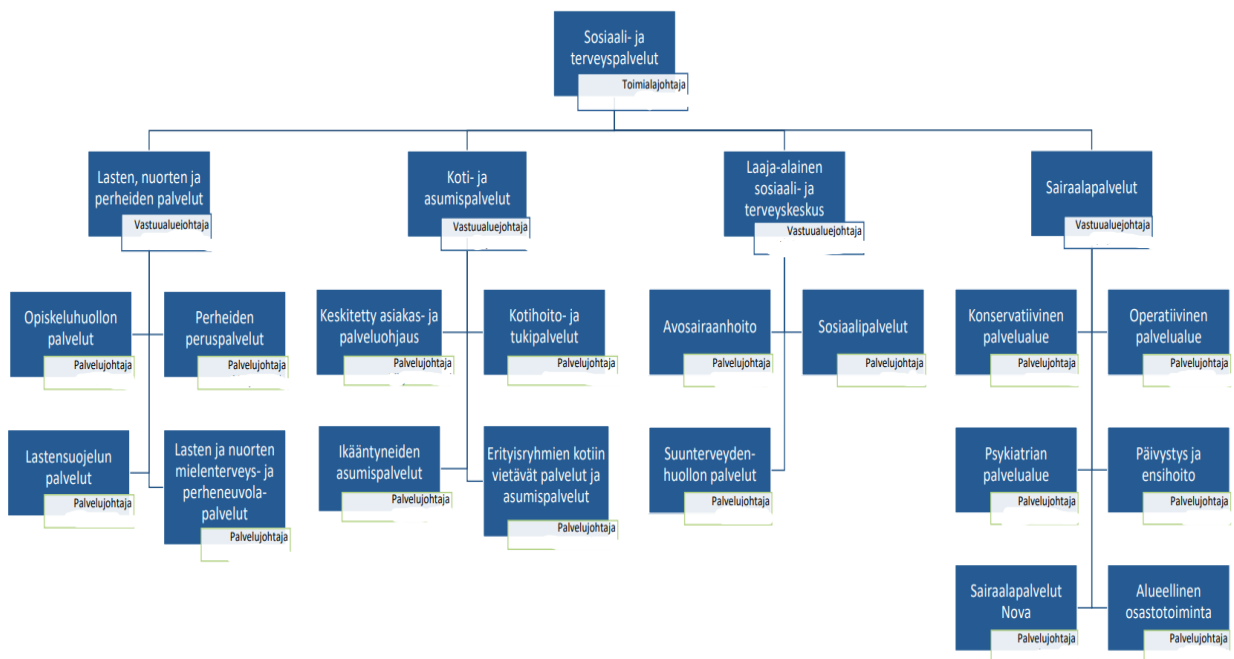 Sosiaali- ja
terveyspalvelut
Toimialajohtaja
Lasten, nuorten ja
perheiden palvelut
Vastuualuejohtaja
Koti- ja
asumispalvelut
Vastuualuejohtaja
Laaja-alainen
sosiaali- ja
terveyskeskus
Vastuualuejohtaja
Sairaalapalvelut
Vastuualuejohtaja
Opiskeluhuollon
palvelut
Palvelujohtaja
Perheiden
peruspalvelut
Palvelujohtaja
Keskitetty asiakas- ja
palveluohjaus
Palvelujohtaja
Kotihoito- ja
tukipalvelut
Palvelujohtaja
Avosairaanhoito
Palvelujohtaja
Sosiaalipalvelut
Palvelujohtaja
Konservatiivinen
palvelualue
Palvelujohtaja
Operatiivinen
palvelualue
Palvelujohtaja
Lastensuojelun
palvelut
Palvelujohtaja
Lasten ja nuorten
mielenterveys- ja
perheneuvola-
palvelut
Palvelujohtaja
Ikääntyneiden
asumispalvelut
Palvelujohtaja
Erityisryhmien kotiin
vietävät palvelut ja
asumispalvelut
Palvelujohtaja
Suunterveyden-
huollon palvelut
Palvelujohtaja
Psykiatrian
palvelualue
Palvelujohtaja
Päivystys ja
ensihoito
Palvelujohtaja
Sairaalapalvelut
Nova
Palvelujohtaja
Alueellinen
osastotoiminta
Palvelujohtaja